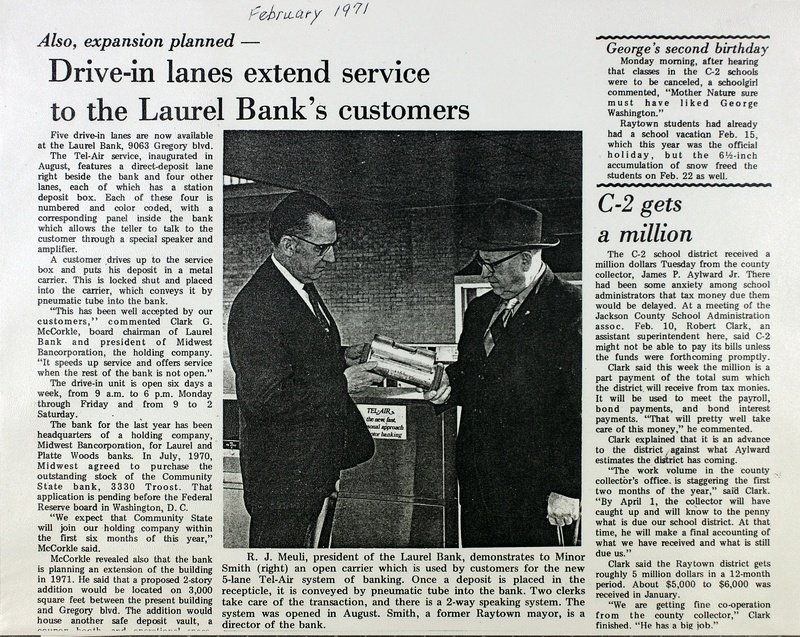 February 1971
Also, expansion planned —
Drive-in lanes extend service
to the Laurel Bank's customers
Five drive-in lanes are now available
at the Laurel Bank, 9063 Gregory blvd.
The Tel-Air service, inaugurated in
August, features a direct-deposit lane
right beside the bank and four other
lanes, each of which has a station
deposit box. Each of these four is
numbered and color coded, with a
corresponding panel inside the bank
which allows the teller to talk to the
customer through a special speaker and
amplifier.
A customer drives up to the service
box and puts his deposit in a metal
carrier. This is locked shut and placed
into the carrier, which conveys it by
pneumatic tube into the bank.
"This has been well accepted by our
customers," commented Clark G.
McCorkle, board chairman of Laurel
Bank and president of Midwest
Bancorporation, the holding company.
"It speeds up service and offers service
when the rest of the bank is not open."
The drive-in unit is open six days a
week, from 9 a.m. to 6 p.m. Monday
through Friday and from 9 to 2
Saturday.
The bank for the last year has been
headquarters of a holding company,
Midwest Bancorporation, for Laurel and
Platte Woods banks. In July, 1970,
Midwest agreed to purchase the
outstanding stock of the Community
State bank, 3330 Troost. That
application is pending before the Federal
Reserve board in Washington, D. C.
"We expect that Community State
will join our holding company within
the first six months of this year,"
McCorkle said.
McCorkle revealed also that the bank
is planning an extension of the building
in 1971. He said that a proposed 2-story
addition would be located on 3,000
square feet between the present building
and Gregory blvd. The addition would
house another safe deposit vault, a
TEL-AIR
the new, fast,
approach
banking
R. J. Meuli, president of the Laurel Bank, demonstrates to Minor
Smith (right) an open carrier which is used by customers for the new
5-lane Tel-Air system of banking. Once a deposit is placed in the
receptacle, it is conveyed by pneumatic tube into the bank. Two clerks
take care of the transaction, and there is a 2-way speaking system. The
system was opened in August. Smith, a former Raytown mayor, is a
director of the bank.
George's second birthday
Monday morning, after hearing
that classes in the C-2 schools
were to be canceled, a schoolgirl
commented, "Mother Nature sure
must have liked George
Washington."
Raytown students had already
had a school vacation Feb. 15,
which this year was the official
holiday, but the 6½-inch
accumulation of snow freed the
students on Feb. 22 as well.
C-2 gets
a million
The C-2 school district received a
million dollars Tuesday from the county
collector, James P. Aylward Jr. There
had been some anxiety among school
administrators that tax money due them
would be delayed. At a meeting of the
Jackson County School Administration
assoc. Feb. 10, Robert Clark, an
assistant superintendent here, said C-2
might not be able to pay its bills unless
the funds were forthcoming promptly.
Clark said this week the million is a
part payment of the total sum which
the district will receive from tax monies.
It will be used to meet the payroll,
bond payments, and bond interest
payments. "That will pretty well take
care of this money," he commented.
Clark explained that it is an advance
to the district against what Aylward
estimates the district has coming.
"The work volume in the county
collector's office is staggering the first
two months of the year," said Clark.
"By April 1, the collector will have
caught up and will know to the penny
what is due our school district. At that
time, he will make a final accounting of
what we have received and what is still
due us."
Clark said the Raytown district gets
roughly 5 million dollars in a 12-month
period. About $5,000 to $6,000 was
received in January.
"We are getting fine co-operation
from the county collector," Clark
finished. "He has a big job."